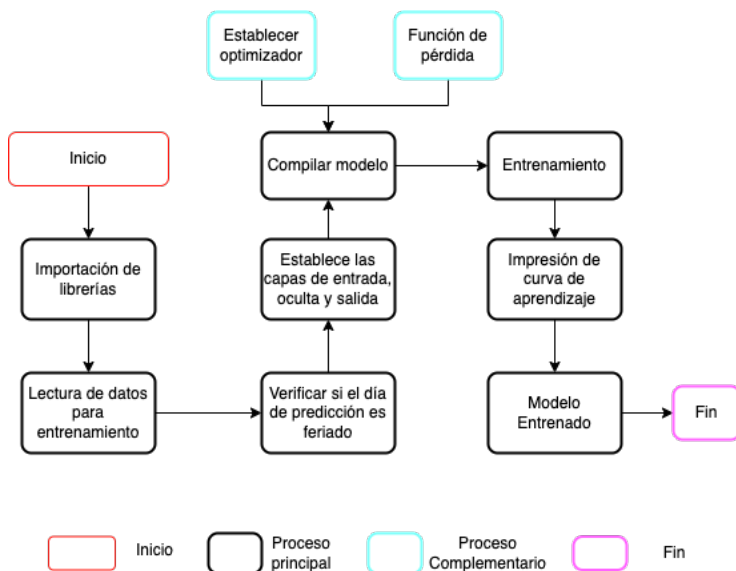 Establecer
optimizador
Función de
pérdida
Inicio
Compilar modelo
Entrenamiento
Importación de
librerías
Establece las
capas de entrada,
oculta y salida
Impresión de
curva de
aprendizaje
Lectura de datos
para
entrenamiento
Verificar si el día
de predicción es
feriado
Modelo
Entrenado
Fin
Inicio
Proceso
principal
Proceso
Complementario
Fin